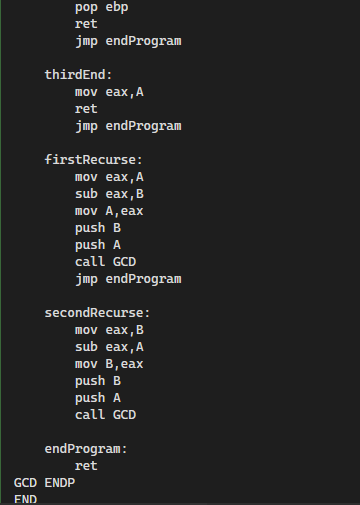 pop ebp
ret
jmp endProgram
thirdEnd:
mov eax,A
ret
jmp endProgram
firstRecurse:
mov eax,A
sub eax,B
mov A,eax
push B
push A
call GCD
jmp endProgram
secondRecurse:
mov eax,B
sub eax,A
mov B,eax
push B
push A
call GCD
endProgram:
ret
GCD ENDP
END